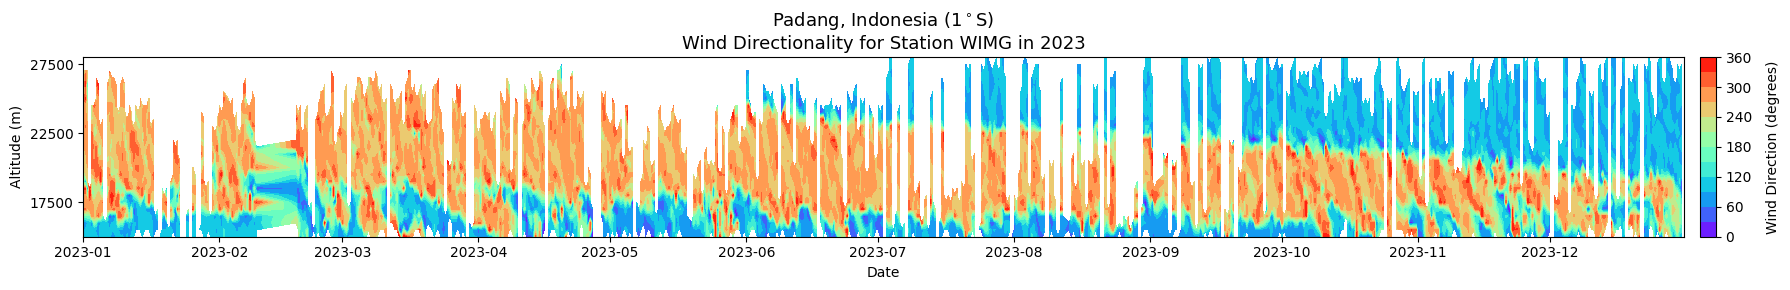 Padang, Indonesia (1°S)
Wind Directionality for Station WIMG in 2023
27500
22500
17500
Altitude (m)
2023-01 2023-02 2023-03 2023-04 2023-05 2023-06 2023-07 2023-08 2023-09 2023-10 2023-11 2023-12
Date
360
300
240
180
120
60
0
Wind Direction (degrees)